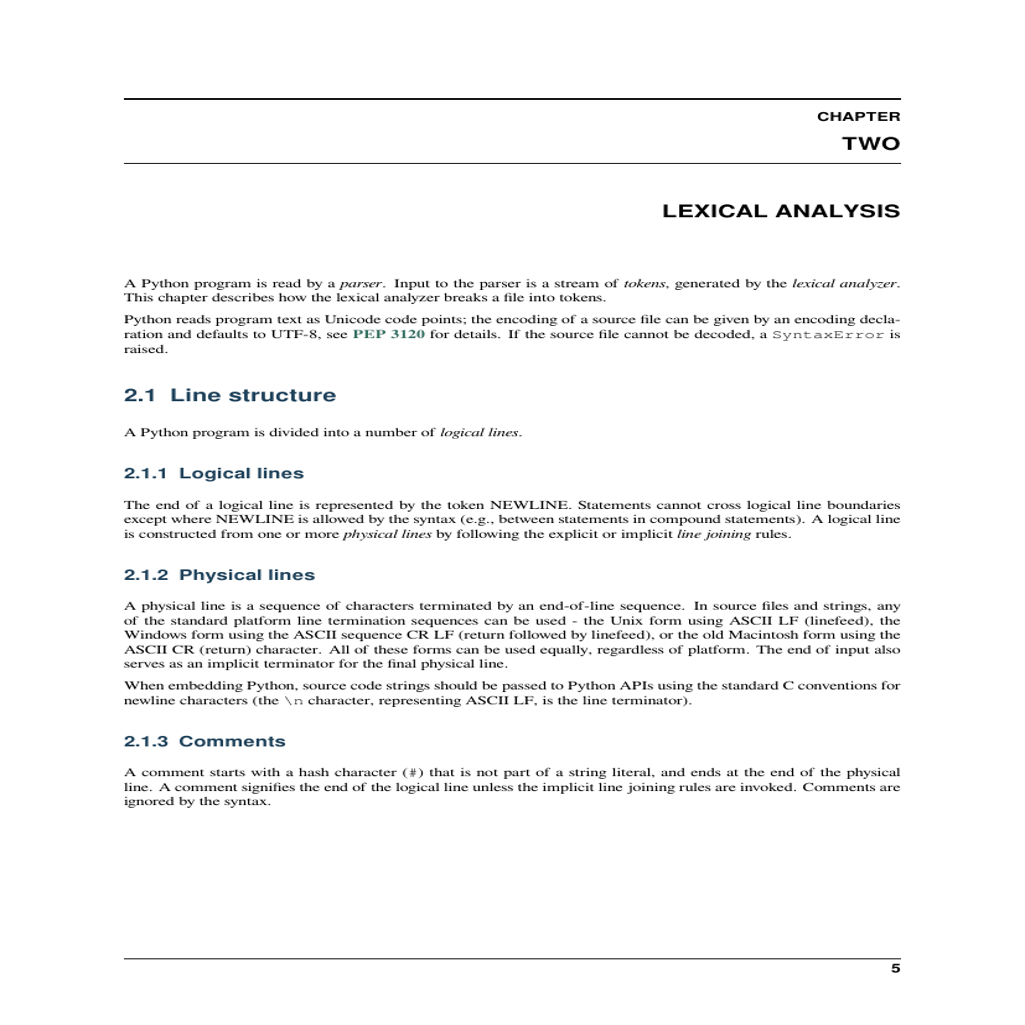 CHAPTER
TWO
LEXICAL ANALYSIS
A Python program is read by a parser. Input to the parser is a stream of tokens, generated by the lexical analyzer.
This chapter describes how the lexical analyzer breaks a file into tokens.
Python reads program text as Unicode code points; the encoding of a source file can be given by an encoding decla-
ration and defaults to UTF-8, see PEP 3120 for details. If the source file cannot be decoded, a SyntaxError is
raised.
2.1 Line structure
A Python program is divided into a number of logical lines.
2.1.1 Logical lines
The end of a logical line is represented by the token NEWLINE. Statements cannot cross logical line boundaries
except where NEWLINE is allowed by the syntax (e.g., between statements in compound statements). A logical line
is constructed from one or more physical lines by following the explicit or implicit line joining rules.
2.1.2 Physical lines
A physical line is a sequence of characters terminated by an end-of-line sequence. In source files and strings, any
of the standard platform line termination sequences can be used - the Unix form using ASCII LF (linefeed), the
Windows form using the ASCII sequence CR LF (return followed by linefeed), or the old Macintosh form using the
ASCII CR (return) character. All of these forms can be used equally, regardless of platform. The end of input also
serves as an implicit terminator for the final physical line.
When embedding Python, source code strings should be passed to Python APIs using the standard C conventions for
newline characters (the \n character, representing ASCII LF, is the line terminator).
2.1.3 Comments
A comment starts with a hash character (#) that is not part of a string literal, and ends at the end of the physical
line. A comment signifies the end of the logical line unless the implicit line joining rules are invoked. Comments are
ignored by the syntax.
5